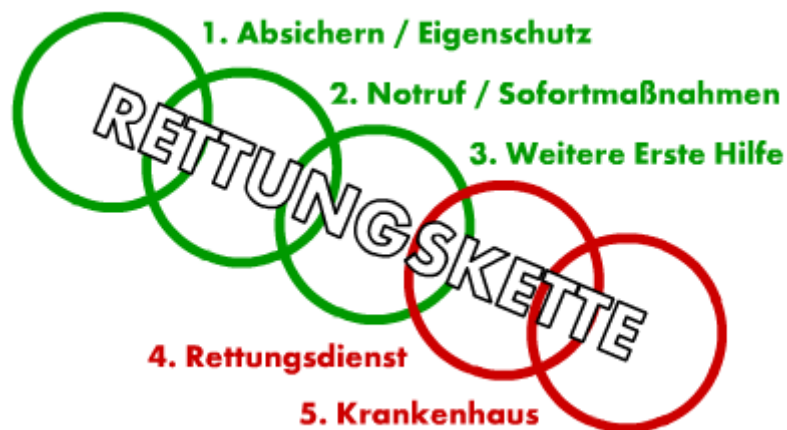 1. Absichern / Eigenschutz
2. Notruf / Sofortmaßnahmen
3. Weitere Erste Hilfe
RETTUNGSKETTE
4. Rettungsdienst
5. Krankenhaus